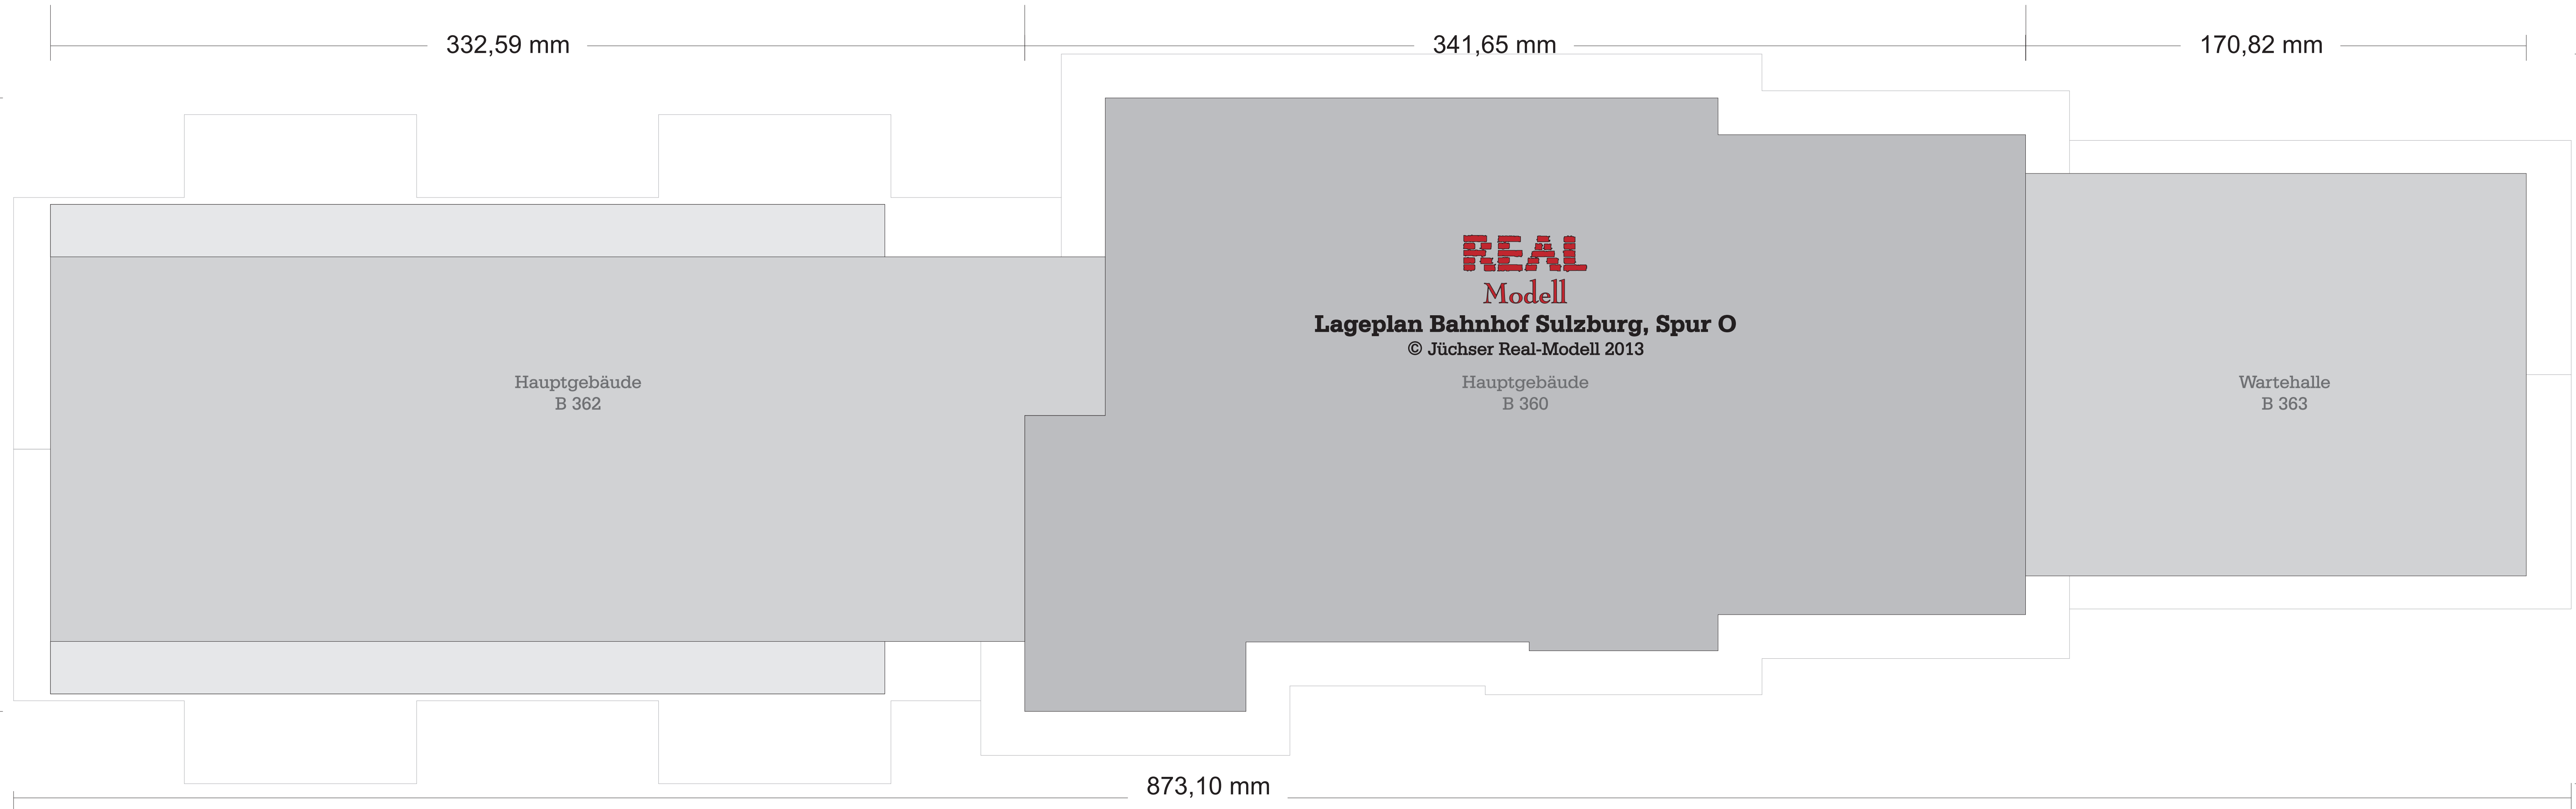 332,59 mm
341,65 mm
170,82 mm
REAL
Modell
Lageplan Bahnhof Sulzburg, Spur O
© Jüchser Real-Modell 2013
Hauptgebäude
B 362
Hauptgebäude
B 360
Wartehalle
B 363
873,10 mm